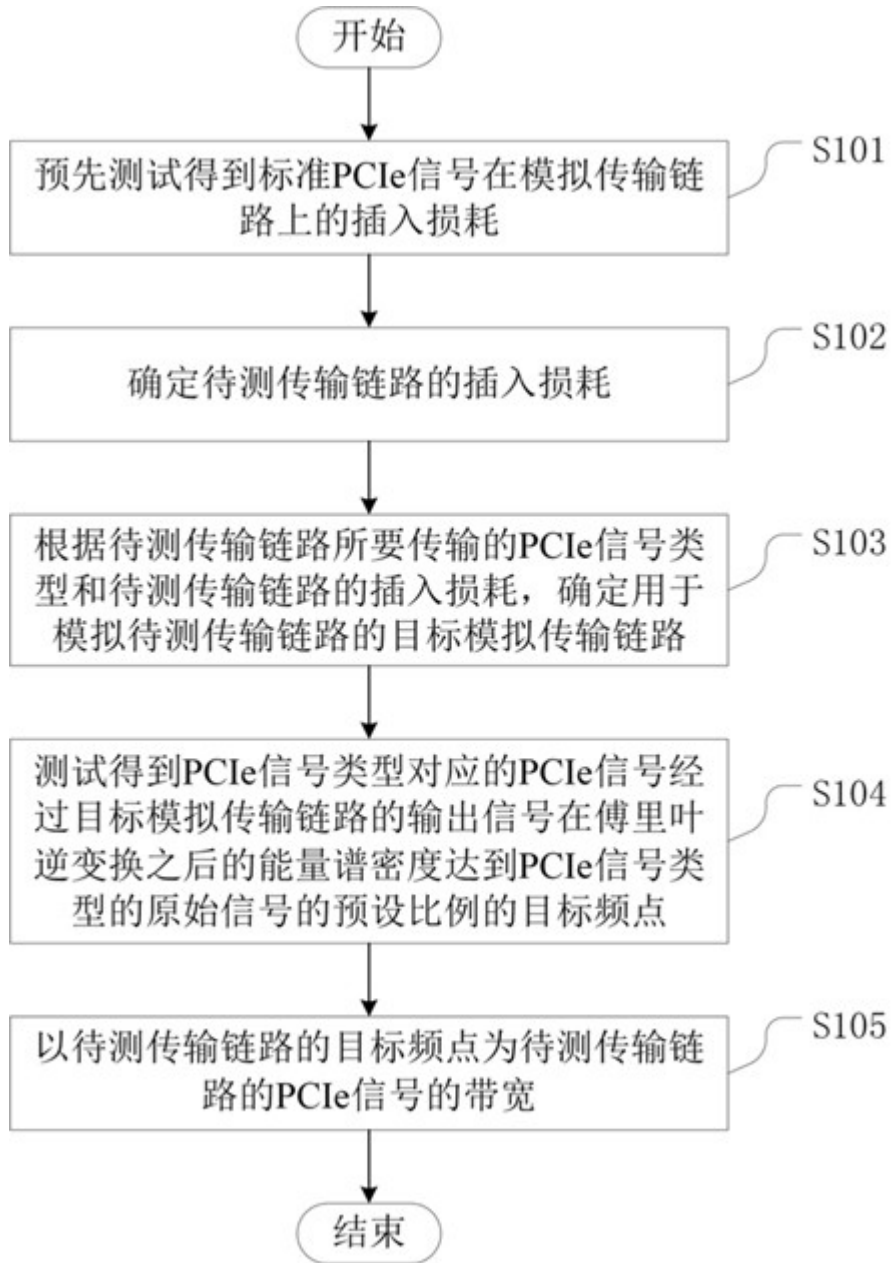 开始
S101
预先测试得到标准PCIe信号在模拟传输链
路上的插入损耗
S102
确定待测传输链路的插入损耗
S103
根据待测传输链路所要传输的PCIe信号类
型和待测传输链路的插入损耗，确定用于
模拟待测传输链路的目标模拟传输链路
S104
测试得到PCIe信号类型对应的PCIe信号经
过目标模拟传输链路的输出信号在傅里叶
逆变换之后的能量谱密度达到PCIe信号类
型的原始信号的预设比例的目标频点
S105
以待测传输链路的目标频点为待测传输链
路的PCIe信号的带宽
结束